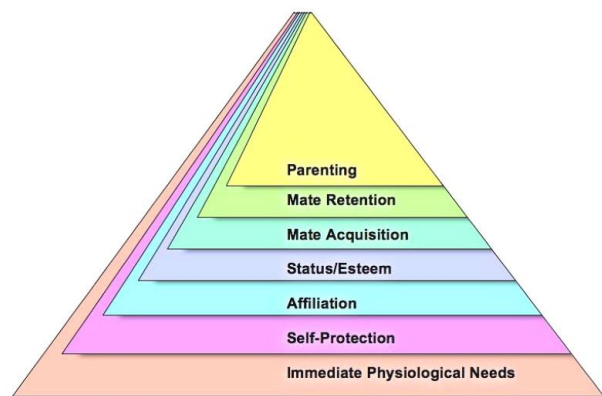 Parenting
Mate Retention
Mate Acquisition
Status/Esteem
Affiliation
Self-Protection
Immediate Physiological Needs